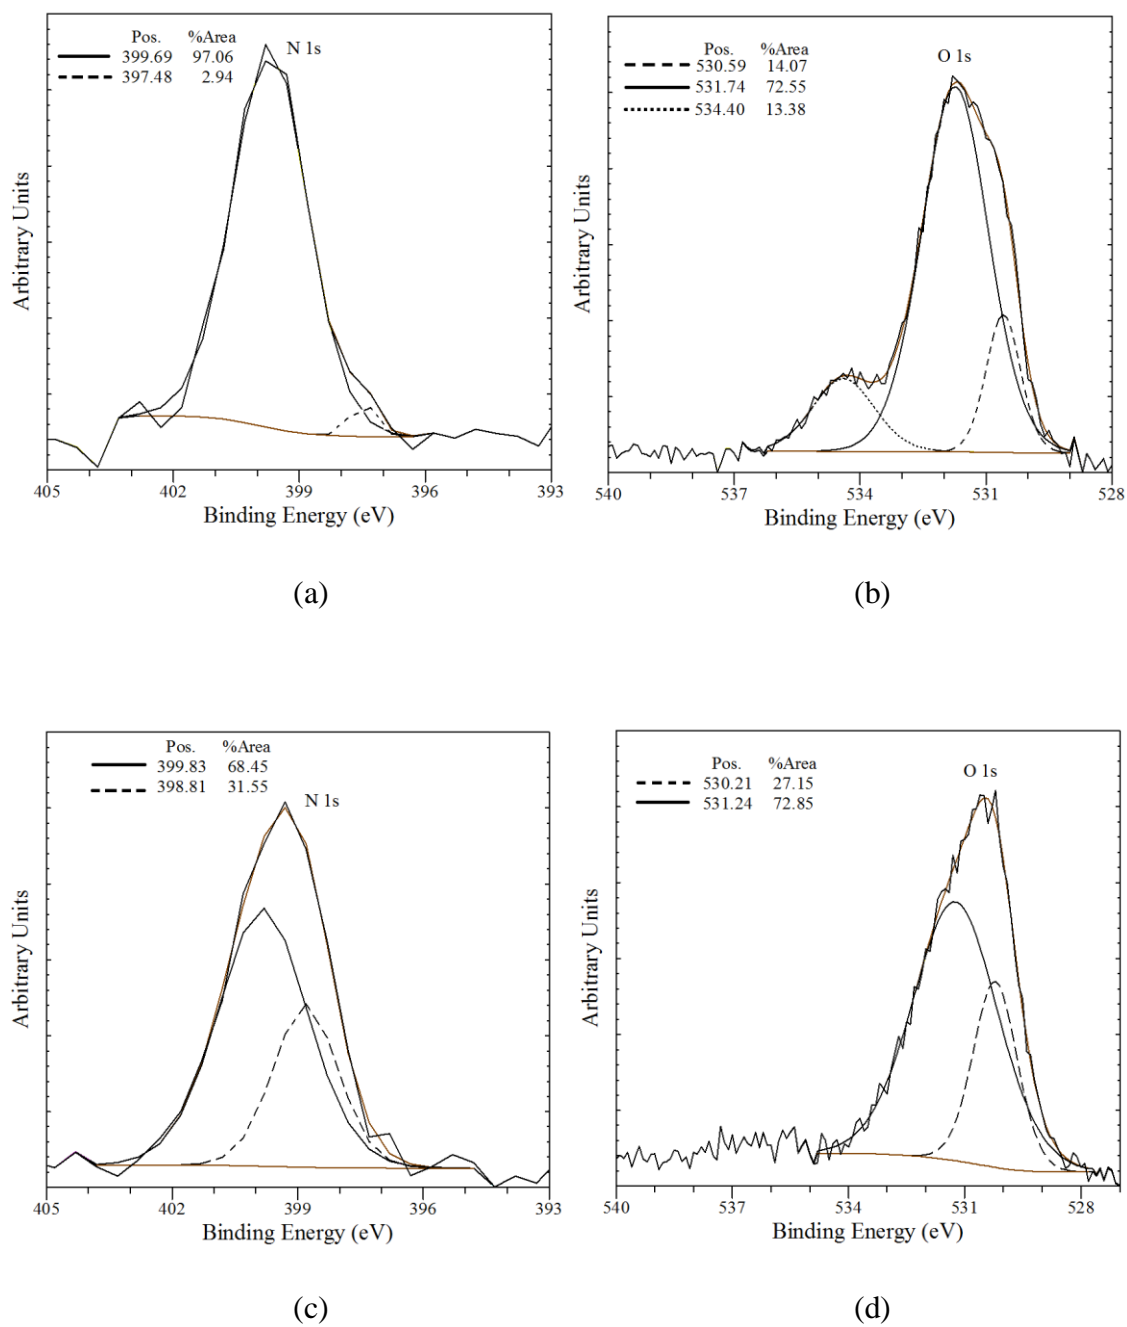 Pos. %Area
399.69 97.06
397.48 2.94
N 1s
Arbitrary Units
405 402 399 396 393
Binding Energy (eV)
(a)
Pos. %Area
530.59 14.07
531.74 72.55
534.40 13.38
O 1s
Arbitrary Units
540 537 534 531 528
Binding Energy (eV)
(b)
Pos. %Area
399.83 68.45
398.81 31.55
N 1s
Arbitrary Units
405 402 399 396 393
Binding Energy (eV)
(c)
Pos. %Area
530.21 27.15
531.24 72.85
O 1s
Arbitrary Units
540 537 534 531 528
Binding Energy (eV)
(d)